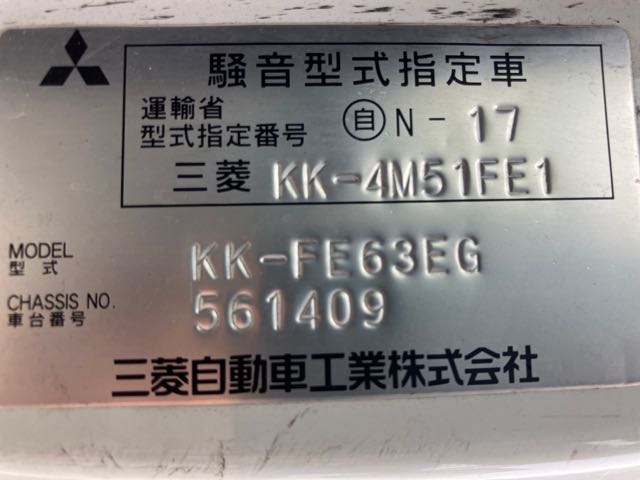 騒音型式指定車
運輸省
型式指定番号 自 N - 17
三菱 KK-4M51FE1
MODEL
型式 KK-FE63EG
CHASSIS NO.
車台番号 561409
三菱自動車工業株式会社